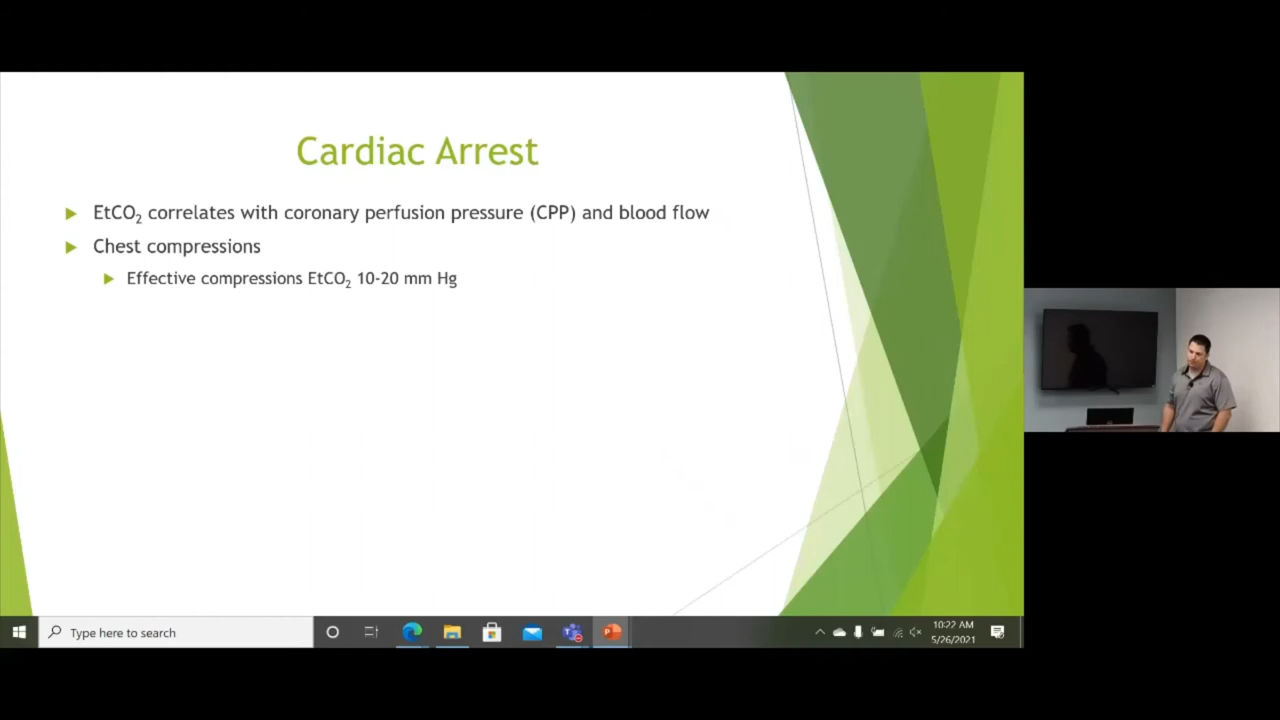 Cardiac Arrest
EtCO₂ correlates with coronary perfusion pressure (CPP) and blood flow
Chest compressions
Effective compressions EtCO₂ 10-20 mm Hg
Type here to search
10:22 AM
5/26/2021